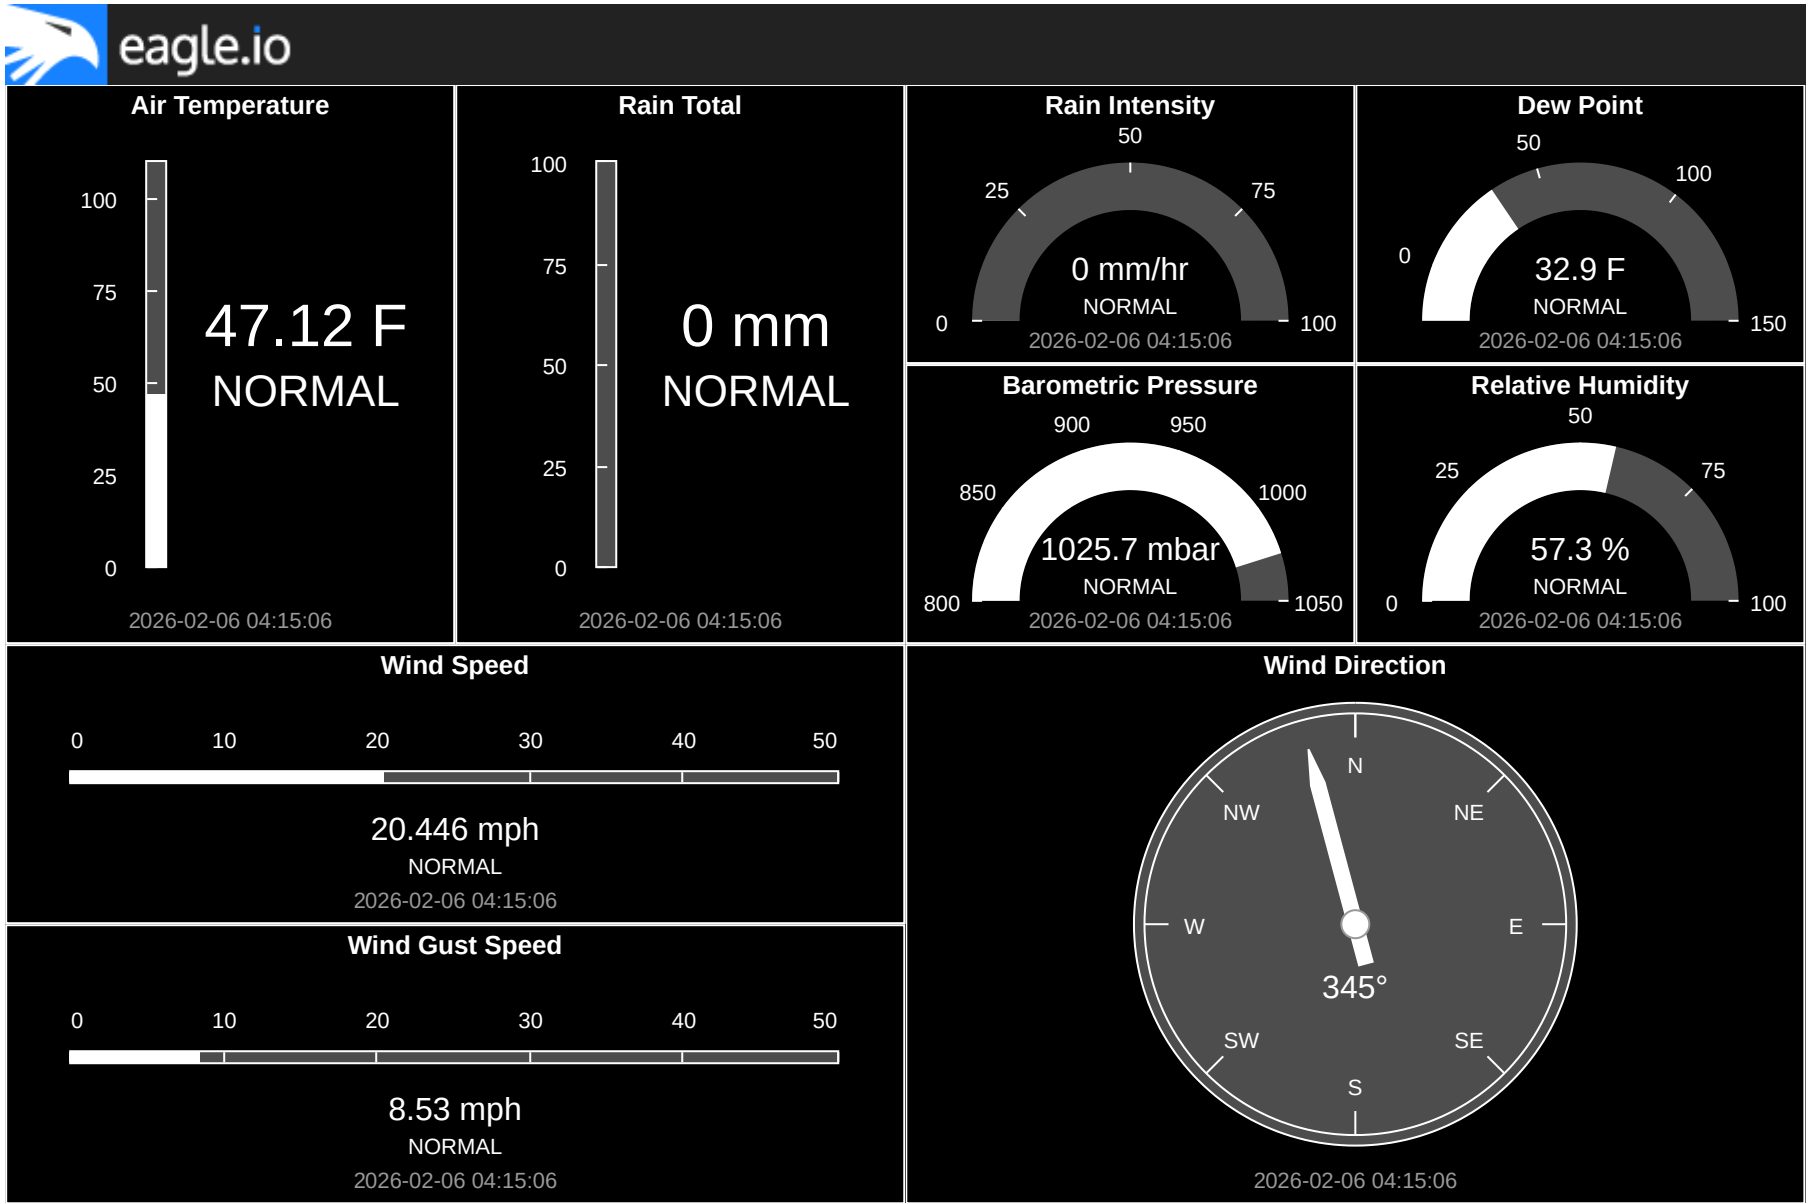 eagle.io
Air Temperature
100
75
50
25
0
47.12 F
NORMAL
2026-02-06 04:15:06
Rain Total
100
75
50
25
0
0 mm
NORMAL
2026-02-06 04:15:06
Rain Intensity
50
25
75
0
100
0 mm/hr
NORMAL
2026-02-06 04:15:06
Dew Point
50
100
0
150
32.9 F
NORMAL
2026-02-06 04:15:06
Barometric Pressure
900
950
850
1000
800
1050
1025.7 mbar
NORMAL
2026-02-06 04:15:06
Relative Humidity
50
25
75
0
100
57.3 %
NORMAL
2026-02-06 04:15:06
Wind Speed
0 10 20 30 40 50
20.446 mph
NORMAL
2026-02-06 04:15:06
Wind Gust Speed
0 10 20 30 40 50
8.53 mph
NORMAL
2026-02-06 04:15:06
Wind Direction
N
NW NE
W E
345°
SW SE
S
2026-02-06 04:15:06